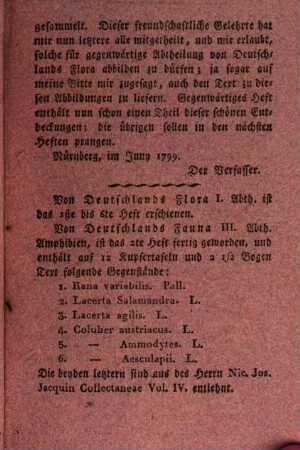 gesammelt. Dieser freundschaftliche Gelehrte hat
mir nun letztere alle mitgetheilt, und mir erlaubt,
solche für gegenwärtige Abtheilung von Deutsch-
lands Flora abbilden zu dürfen; ja sogar auf
meine Bitte mir zugesagt, auch den Text zu die-
sen Abbildungen zu liefern. Gegenwärtiges Heft
enthält nun schon einen Theil dieser schönen Ent-
deckungen: die übrigen sollen in den nächsten
Heften prangen.
Nürnberg, im Juny 1799.
Der Verfasser.
Von Deutschlands Flora I. Abth. ist
das 1ste bis 6te Heft erschienen.
Von Deutschlands Fauna III. Abth.
Amphibien, ist das 2te Heft fertig geworden, und
enthält auf 12 Kupfertafeln und 2 1/2 Bogen
Text folgende Gegenstände:
1. Rana variabilis. Pall.
2. Lacerta Salamandra. L.
3. Lacerta agilis. L.
4. Coluber austriacus. L.
5. — Ammodytes. L.
6. — Aesculapii. L.
Die beyden letztern sind aus des Herrn Nic. Jos.
Jacquin Collectaneae Vol. IV. entlehnt.